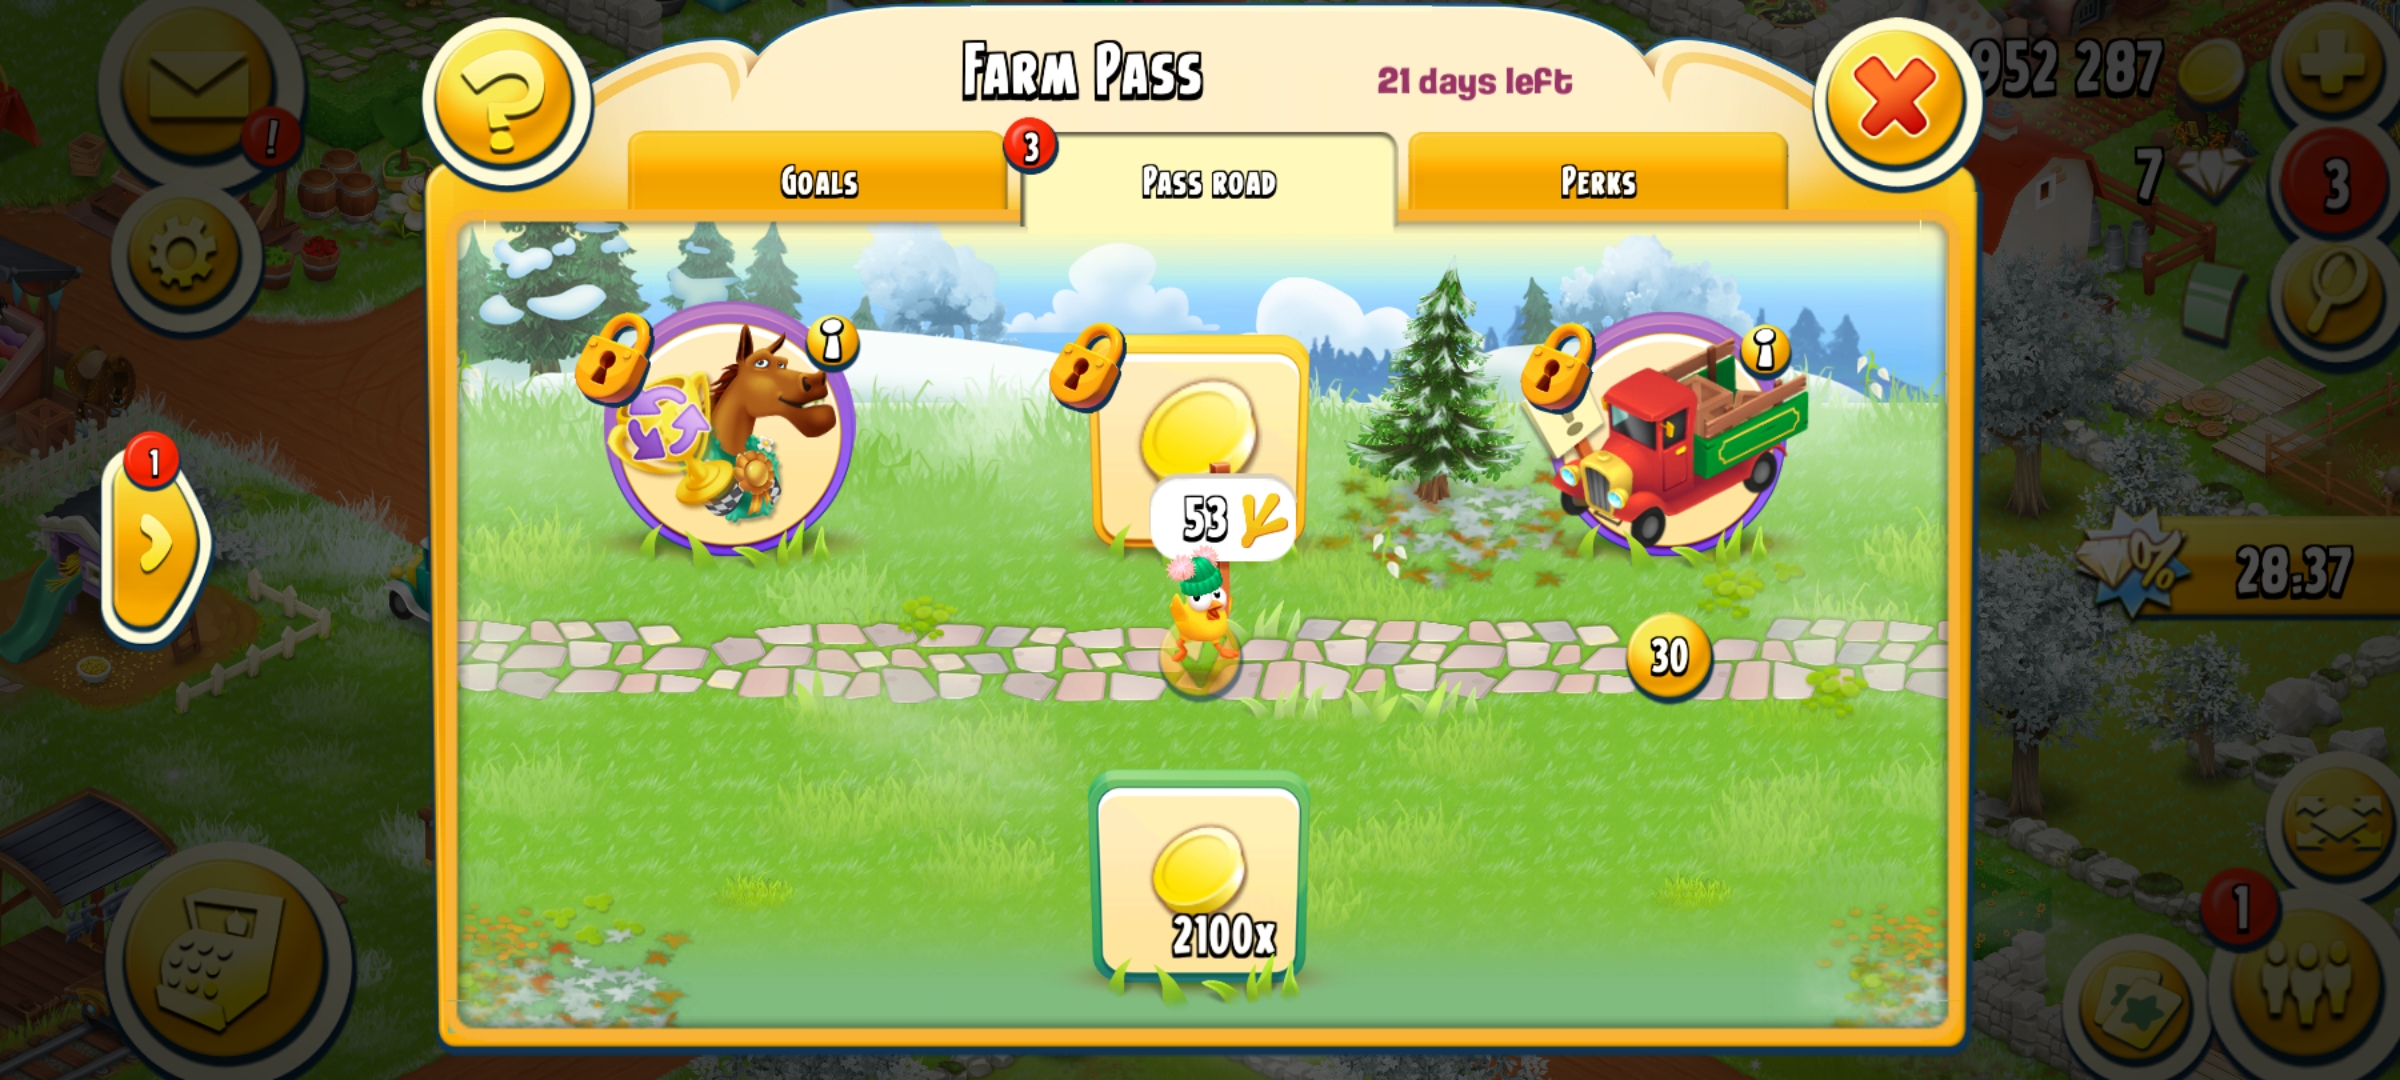 FARM PASS
21 days left
952 287
GOALS
3
PASS ROAD
PERKS
7
3
!
1
53
28:37
%
30
2100x
1